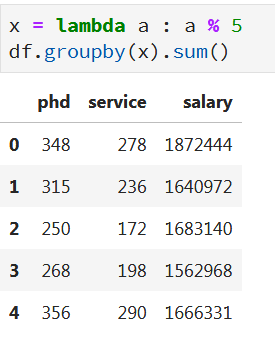 x = lambda a : a % 5
df.groupby(x).sum()
phd service salary
0 348 278 1872444
1 315 236 1640972
2 250 172 1683140
3 268 198 1562968
4 356 290 1666331